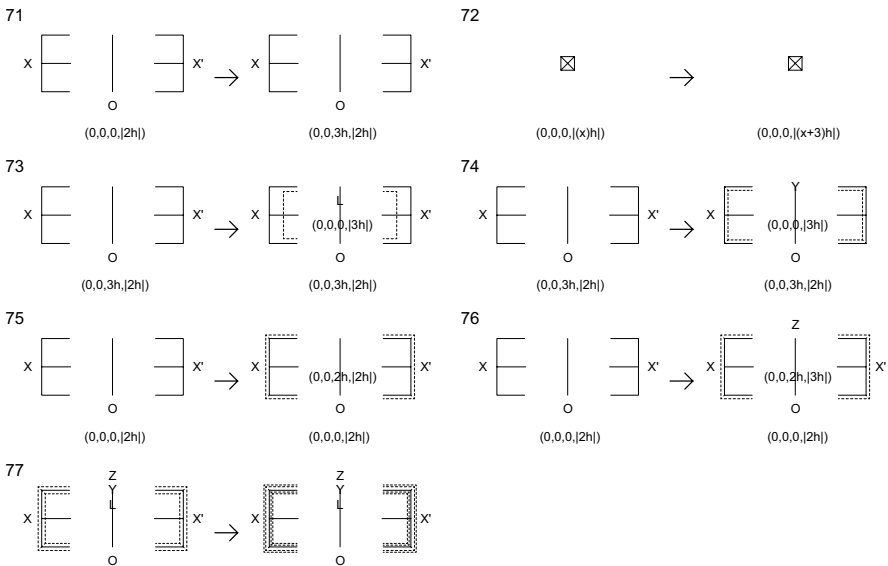 71
X X' X X'
O O
(0,0,0,|2h|) (0,0,3h,|2h|)
72
(0,0,0,|(x)h|) (0,0,0,|(x+3)h|)
73
L
X X' X X'
(0,0,0,|3h|)
O O
(0,0,3h,|2h|) (0,0,3h,|2h|)
74
Y
X X' X X'
(0,0,0,|3h|)
O O
(0,0,3h,|2h|) (0,0,3h,|2h|)
75
X X' X X'
(0,0,2h,|2h|)
O O
(0,0,0,|2h|) (0,0,0,|2h|)
76
Z
X X' X X'
(0,0,2h,|3h|)
O O
(0,0,0,|2h|) (0,0,0,|2h|)
77
Z Z
Y Y
L L
X X' X X'
O O